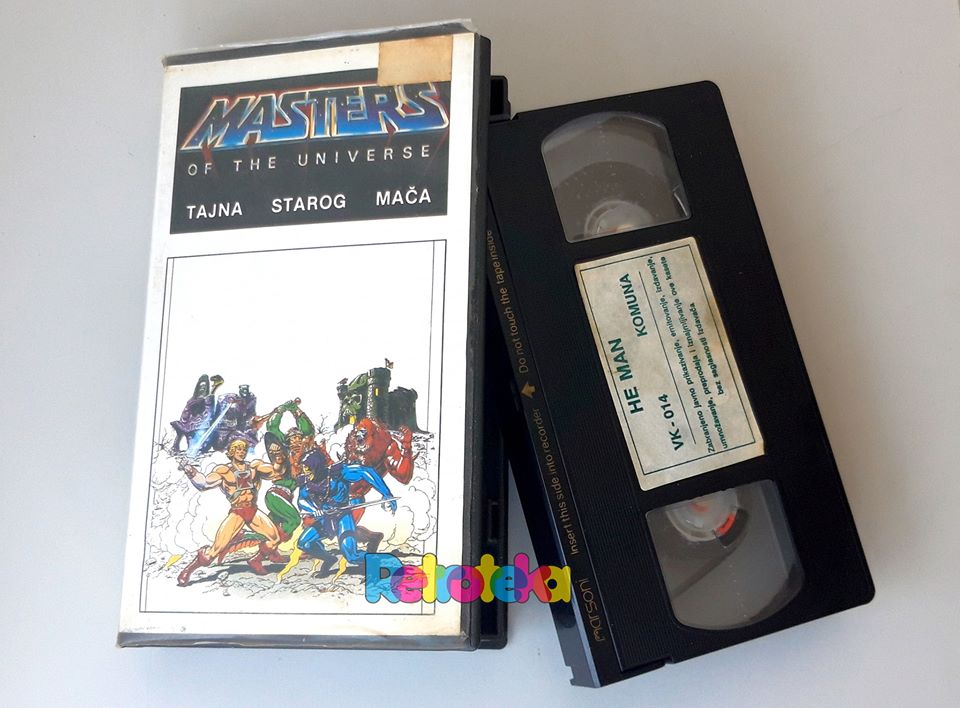 MASTERS
OF THE UNIVERSE
TAJNA STAROG MAČA
Do not touch the tape inside
Insert this side into recorder
marsoni
HE MAN
VK-014 KOMUNA
Zabranjeno javno prikazivanje, emitovanje, izdavanje,
umnožavanje, preprodaja i iznajmljivanje ove kasete
bez saglasnosti izdavača
Retroteka